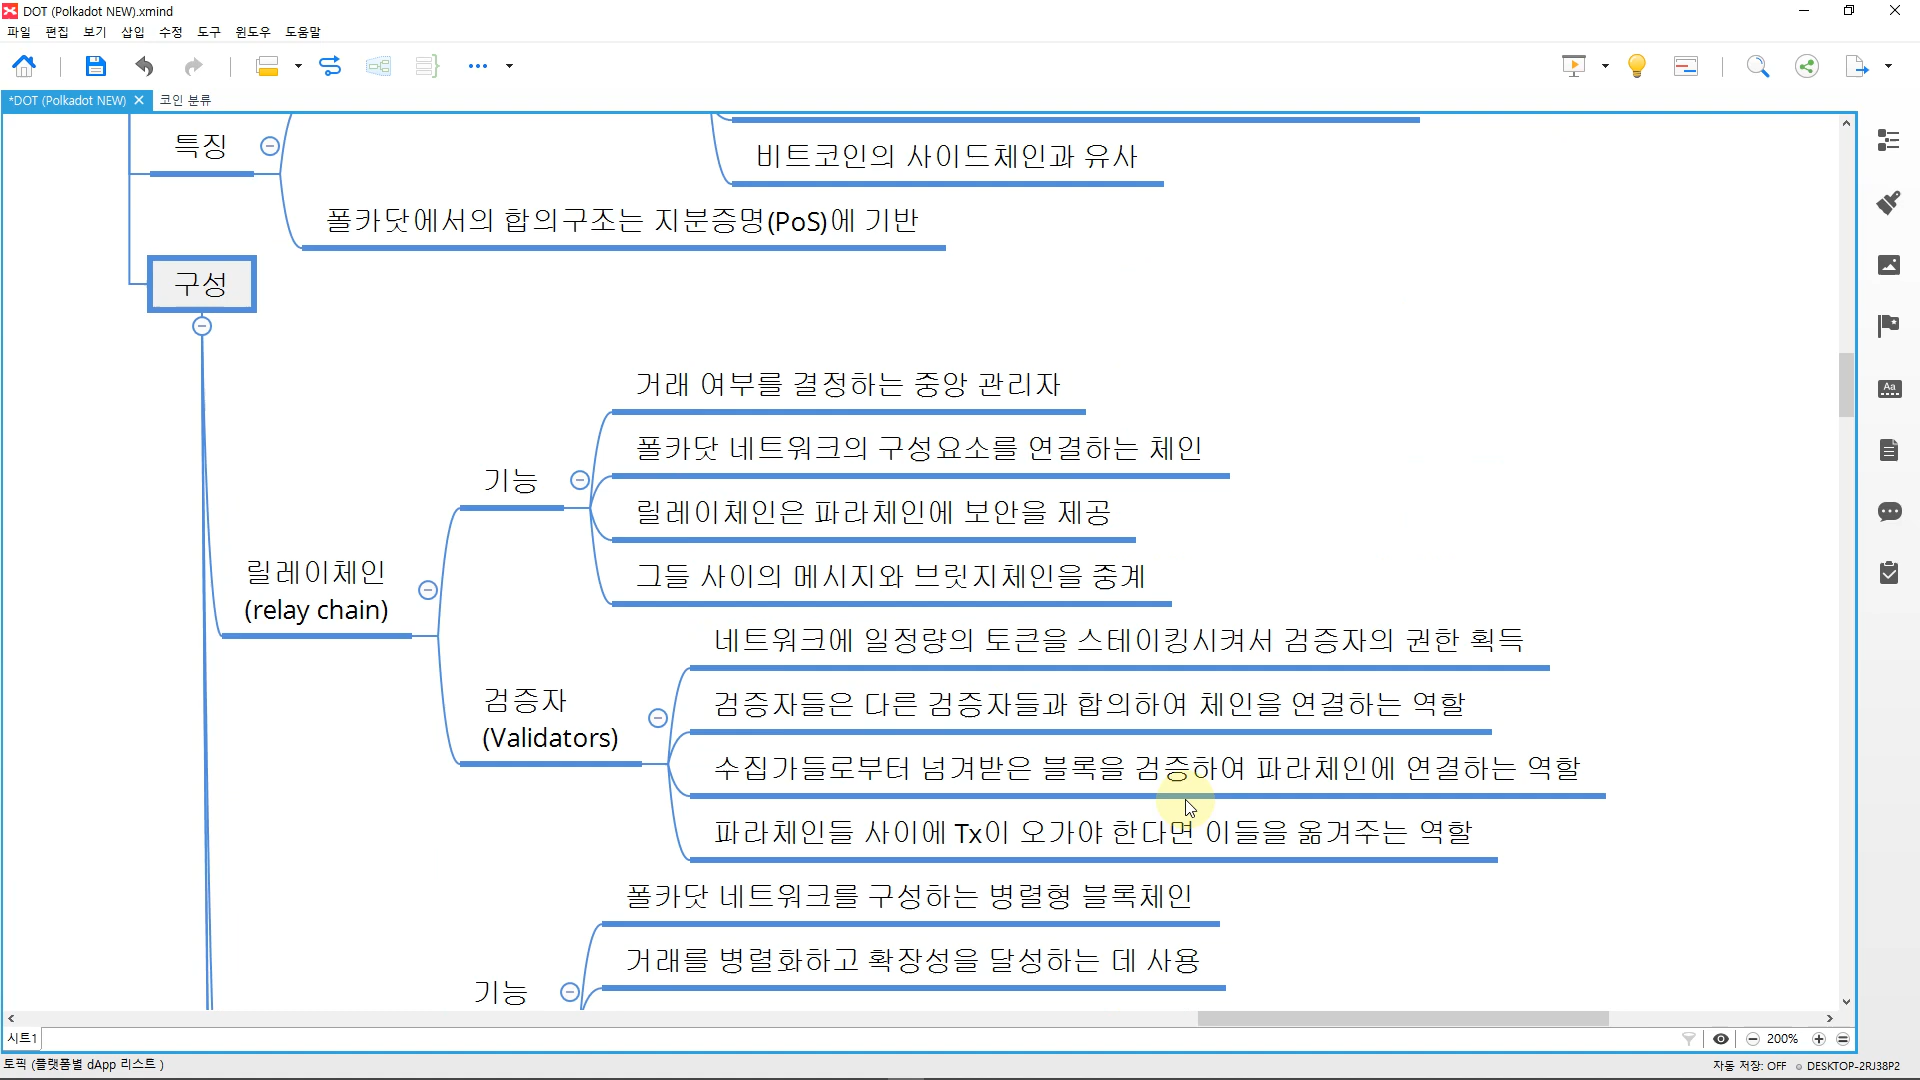 DOT (Polkadot NEW).xmind
파일 편집 보기 삽입 수정 도구 윈도우 도움말
*DOT (Polkadot NEW) 코인 분류
특징
비트코인의 사이드체인과 유사
폴카닷에서의 합의구조는 지분증명(PoS)에 기반
구성
거래 여부를 결정하는 중앙 관리자
폴카닷 네트워크의 구성요소를 연결하는 체인
기능
릴레이체인은 파라체인에 보안을 제공
그들 사이의 메시지와 브릿지체인을 중계
릴레이체인
(relay chain)
네트워크에 일정량의 토큰을 스테이킹시켜서 검증자의 권한 획득
검증자
(Validators)
검증자들은 다른 검증자들과 합의하여 체인을 연결하는 역할
수집가들로부터 넘겨받은 블록을 검증하여 파라체인에 연결하는 역할
파라체인들 사이에 Tx이 오가야 한다면 이들을 옮겨주는 역할
폴카닷 네트워크를 구성하는 병렬형 블록체인
거래를 병렬화하고 확장성을 달성하는 데 사용
기능
시트1
200%
토픽 (플랫폼별 dApp 리스트 )
자동 저장: OFF DESKTOP-2RJ38P2
Aa